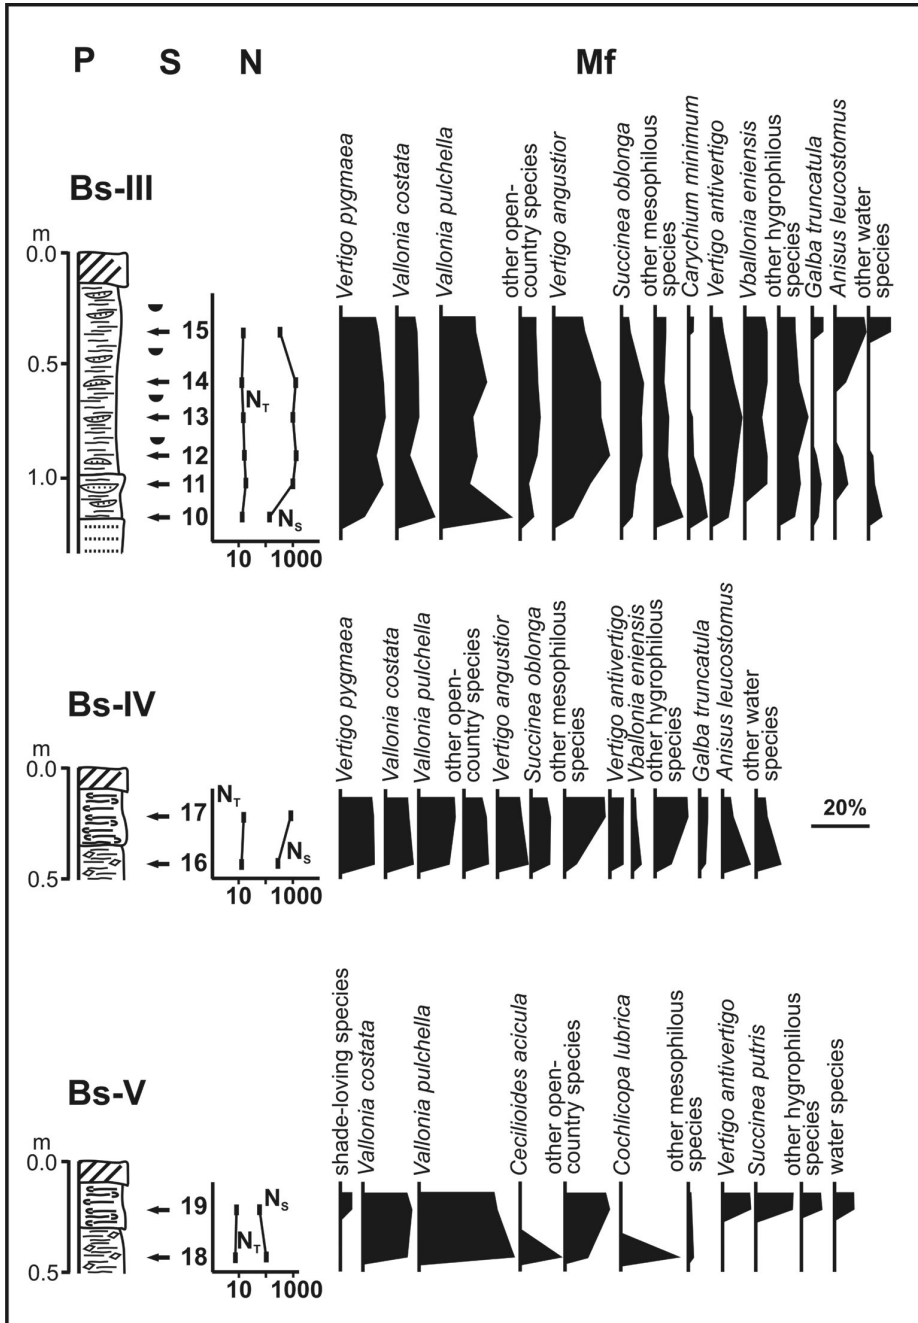 P S N Mf
Bs-III
Vertigo pygmaea
Vallonia costata
Vallonia pulchella
other open-
country species
Vertigo angustior
Succinea oblonga
other mesophilous
species
Carychium minimum
Vertigo antivertigo
Vballonia eniensis
other hygrophilous
species
Galba truncatula
Anisus leucostomus
other water
species
m
0.0
0.5
1.0
15
14
13
12
11
10
NT
NS
10 1000
Bs-IV
Vertigo pygmaea
Vallonia costata
Vallonia pulchella
other open-
country species
Vertigo angustior
Succinea oblonga
other mesophilous
species
Vertigo antivertigo
Vballonia eniensis
other hygrophilous
species
Galba truncatula
Anisus leucostomus
other water
species
m
0.0
0.5
17
16
NT
NS
10 1000
20%
Bs-V
shade-loving species
Vallonia costata
Vallonia pulchella
Cecilioides acicula
other open-
country species
Cochlicopa lubrica
other mesophilous
species
Vertigo antivertigo
Succinea putris
other hygrophilous
species
water species
m
0.0
0.5
19
18
NS
NT
10 1000